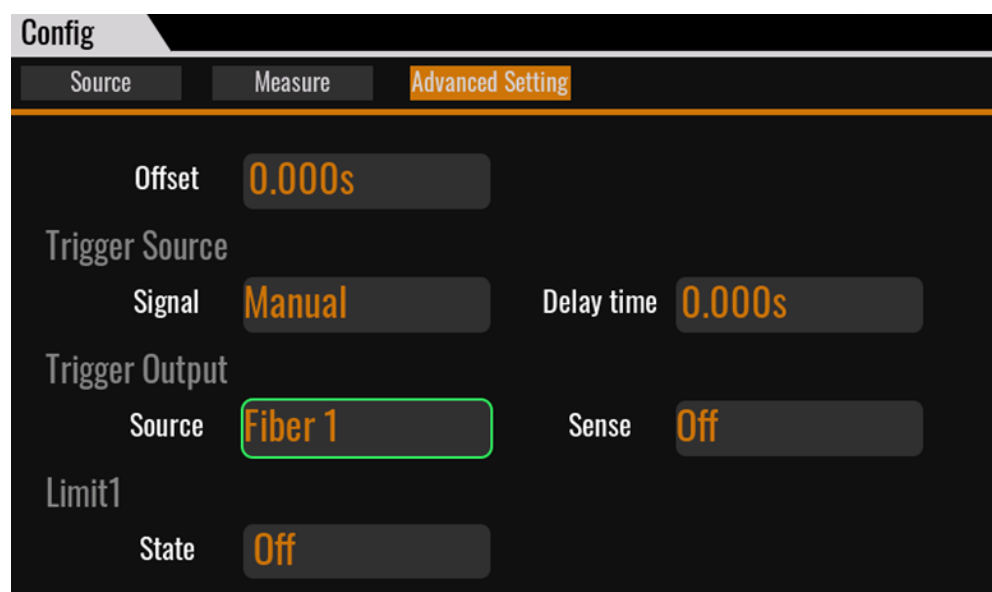 Config
Source Measure Advanced Setting
Offset 0.000s
Trigger Source
Signal Manual Delay time 0.000s
Trigger Output
Source Fiber 1 Sense Off
Limit1
State Off